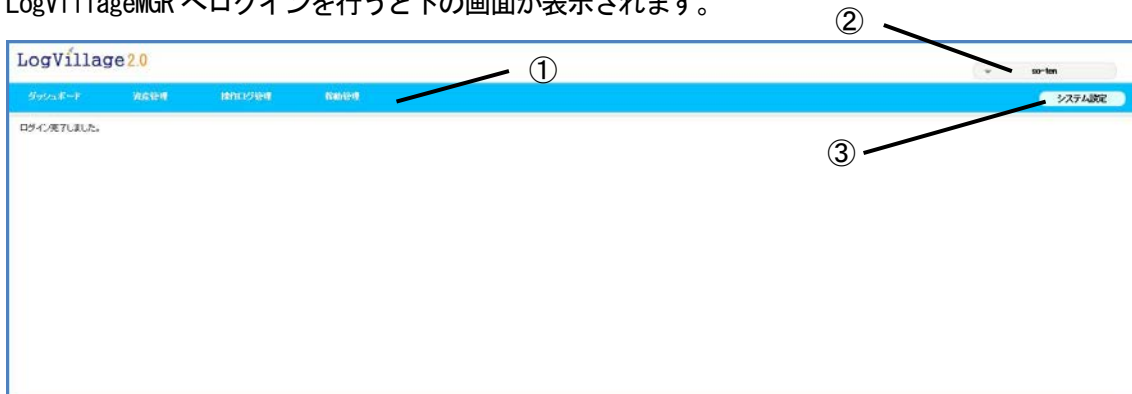 LogVillageMGR へログインを行うと下の画面が表示されます。
②
LogVillage2.0
①
so-ten
ダッシュボード 資産管理 操作ログ管理 稼動管理 システム設定
ログイン完了しました。
③